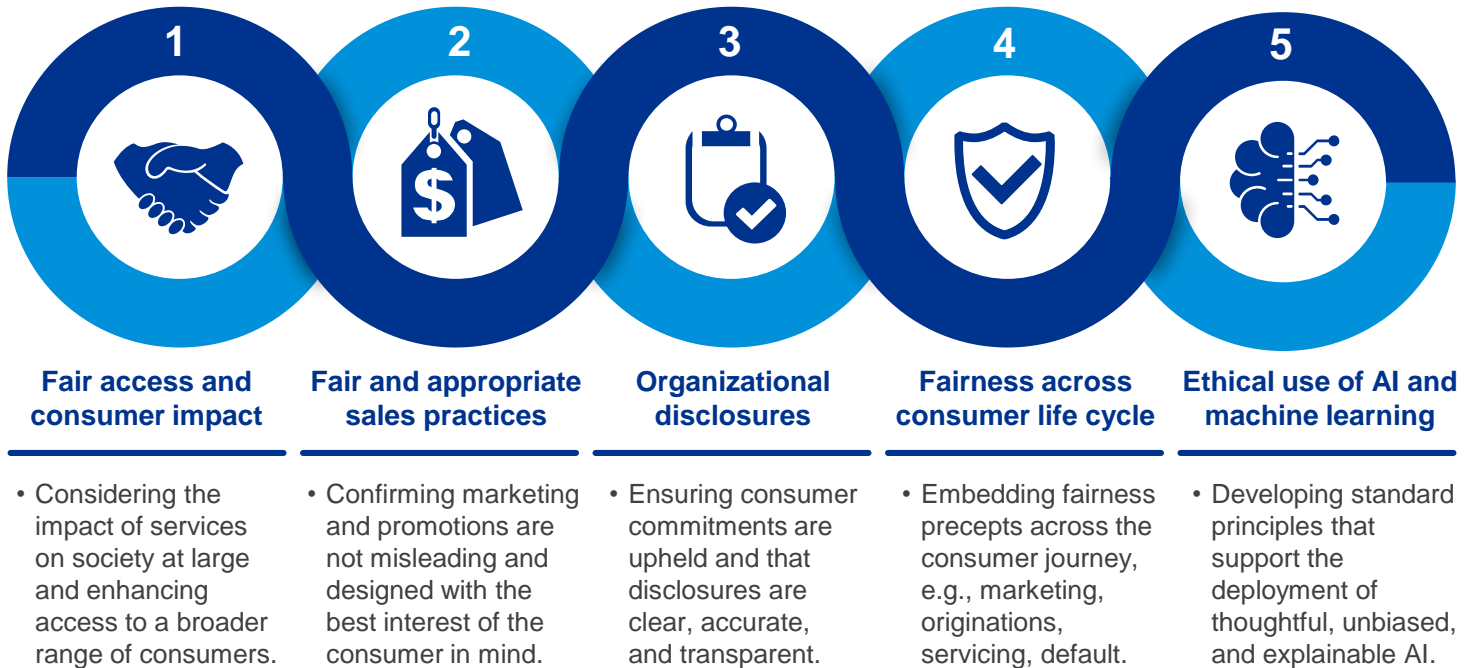 1
2
3
4
5
$
Fair access and
consumer impact
Fair and appropriate
sales practices
Organizational
disclosures
Fairness across
consumer life cycle
Ethical use of AI and
machine learning
• Considering the
impact of services
on society at large
and enhancing
access to a broader
range of consumers.
• Confirming marketing
and promotions are
not misleading and
designed with the
best interest of the
consumer in mind.
• Ensuring consumer
commitments are
upheld and that
disclosures are
clear, accurate,
and transparent.
• Embedding fairness
precepts across the
consumer journey,
e.g., marketing,
originations,
servicing, default.
• Developing standard
principles that
support the
deployment of
thoughtful, unbiased,
and explainable AI.